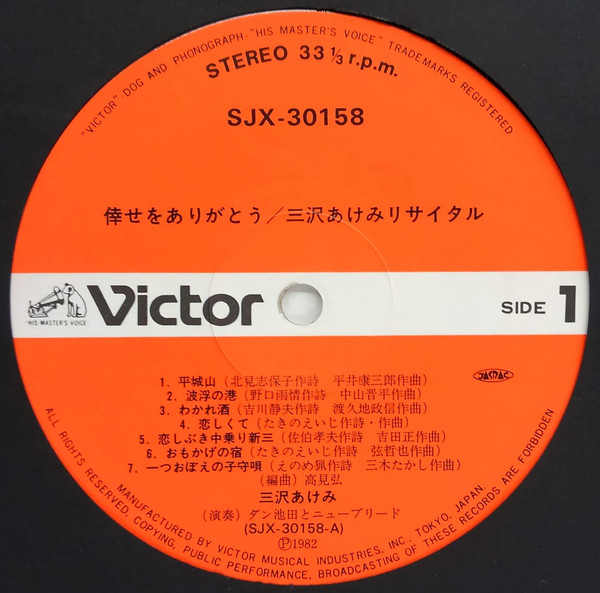 "VICTOR"·DOG AND PHONOGRAPH·"HIS MASTER'S VOICE" TRADEMARKS REGISTERED
STEREO 33 1/3 r.p.m.
SJX-30158
倖せをありがとう/三沢あけみリサイタル
"HIS MASTER'S VOICE"
Victor
SIDE 1
1. 平城山(北見志保子作詩 平井康三郎作曲)
JASRAC
2. 波浮の港(野口雨情作詩 中山晋平作曲)
3. わかれ酒(吉川静夫作詩 渡久地政信作曲)
4. 恋しくて(たきのえいじ作詩・作曲)
5. 恋しぶき中乗り新三(佐伯孝夫作詩 吉田正作曲)
6. おもかげの宿(たきのえいじ作詩 弦哲也作曲)
7. 一つおぼえの子守唄(えのめ猟作詩 三木たかし作曲)
(編曲)高見弘
三沢あけみ
(演奏)ダン池田とニューブリード
(SJX-30158-A)
Ⓟ1982
MANUFACTURED BY VICTOR MUSICAL INDUSTRIES, INC., TOKYO, JAPAN.
ALL RIGHTS RESERVED, COPYING, PUBLIC PERFORMANCE, BROADCASTING OF THESE RECORDS ARE FORBIDDEN